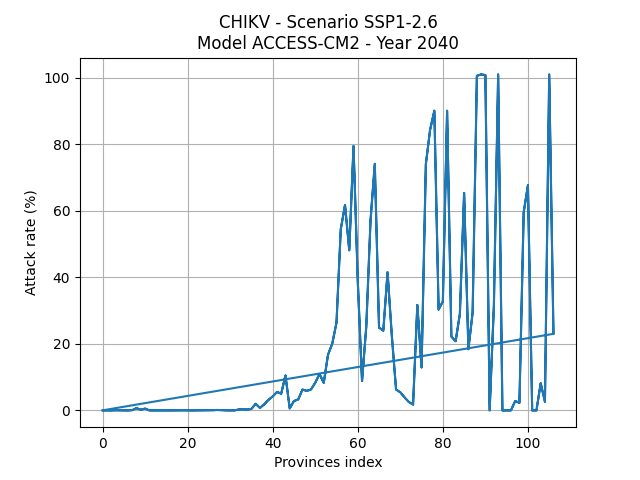 CHIKV - Scenario SSP1-2.6
Model ACCESS-CM2 - Year 2040
100
80
60
40
20
0
Attack rate (%)
0 20 40 60 80 100
Provinces index